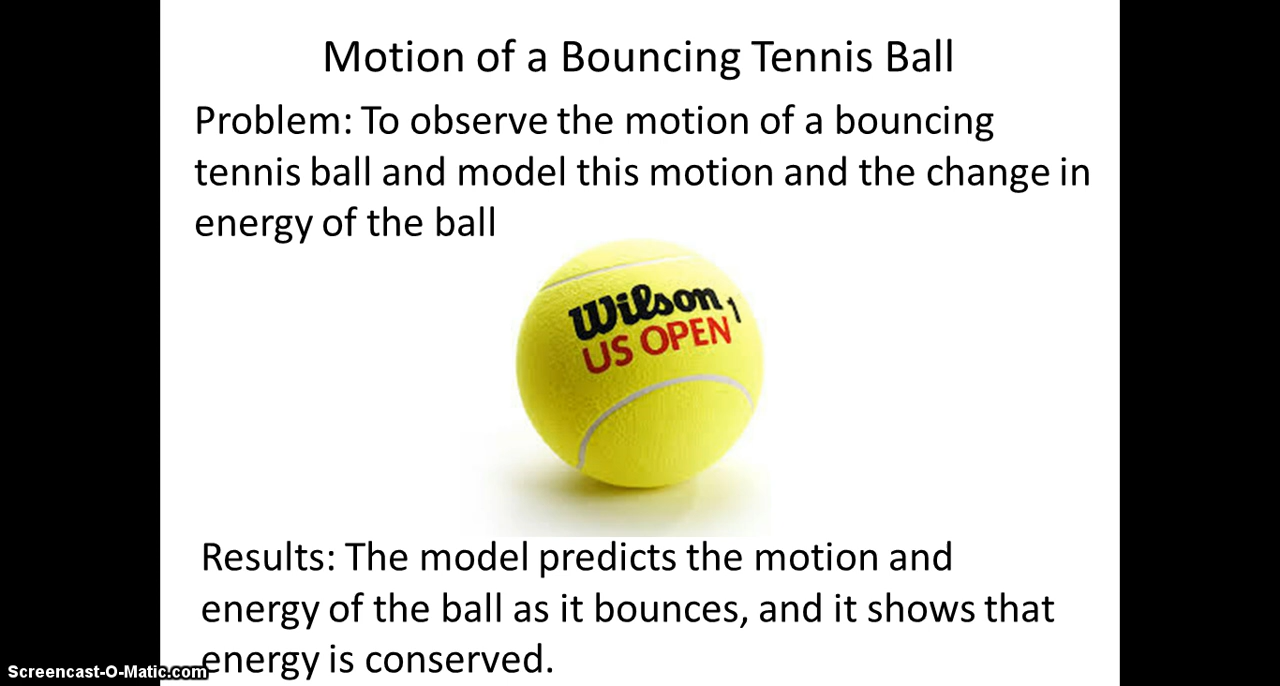 Motion of a Bouncing Tennis Ball
Problem: To observe the motion of a bouncing
tennis ball and model this motion and the change in
energy of the ball
Wilson 1
US OPEN
Results: The model predicts the motion and
energy of the ball as it bounces, and it shows that
energy is conserved.
Screencast-O-Matic.com